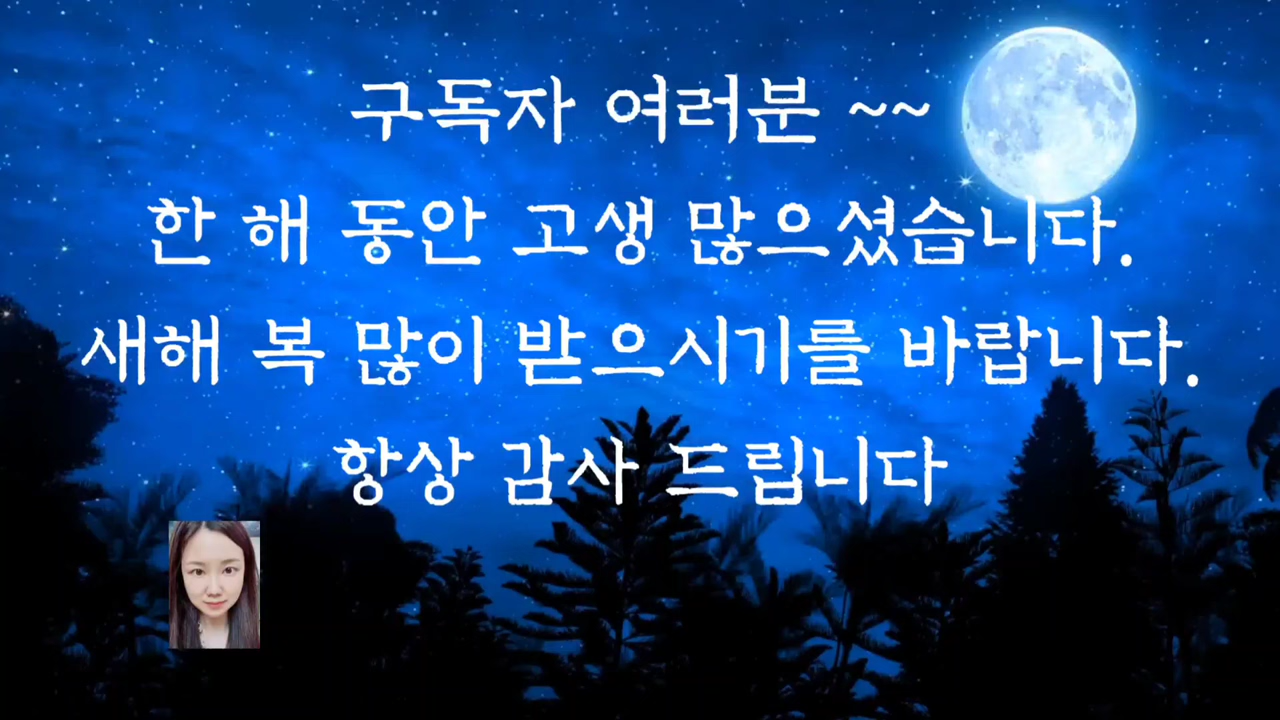 구독자 여러분 ~~
한 해 동안 고생 많으셨습니다.
새해 복 많이 받으시기를 바랍니다.
항상 감사 드립니다